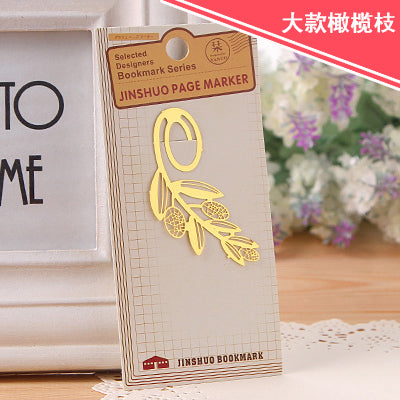 大款橄榄枝
Selected
Designers
Bookmark Series
JINSHUO PAGE MARKER
TO
ME
JINSHUO BOOKMARK